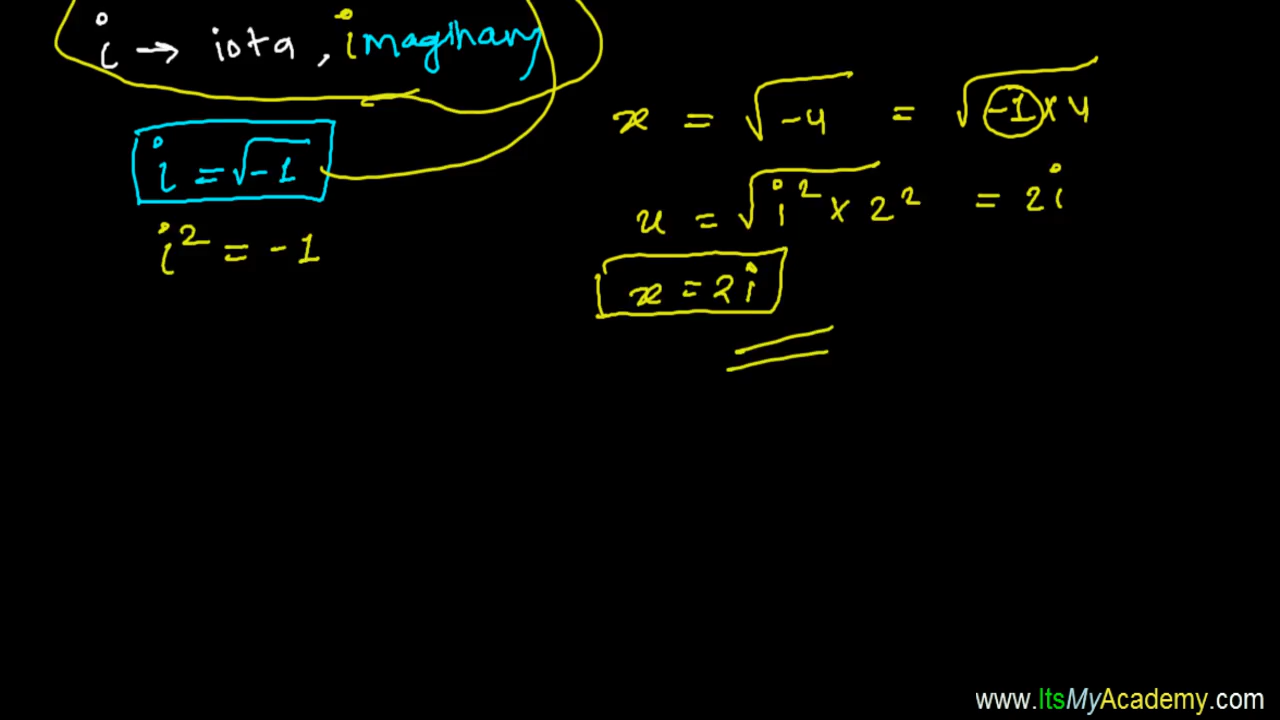 i → iota, imaginary
i = √-1
i² = -1
x = √-4 = √-1×4
x = √i² × 2² = 2i
x = 2i
www.ItsMyAcademy.com